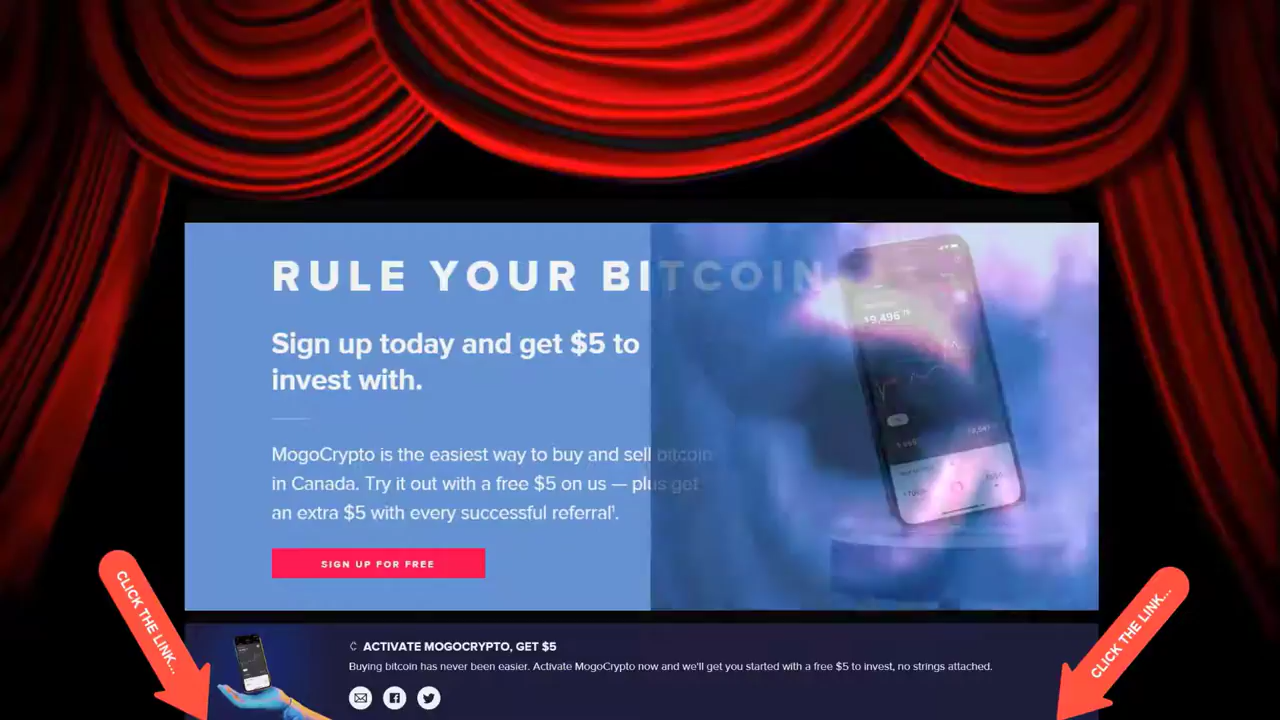 RULE YOUR BITCOIN
Sign up today and get $5 to
invest with.
MogoCrypto is the easiest way to buy and sell bitcoin
in Canada. Try it out with a free $5 on us — plus get
an extra $5 with every successful referral¹.
SIGN UP FOR FREE
$9,496
CLICK THE LINK...
CLICK THE LINK...
₵ ACTIVATE MOGOCRYPTO, GET $5
Buying bitcoin has never been easier. Activate MogoCrypto now and we'll get you started with a free $5 to invest, no strings attached.